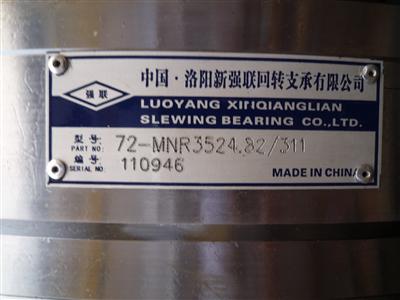 中国·洛阳新强联回转支承有限公司
强联
LUOYANG XINQIANGLIAN
SLEWING BEARING CO.,LTD.
型号:
PART NO: 72-MNR3524.82/311
编号:
SERIAL NO: 110946
MADE IN CHINA